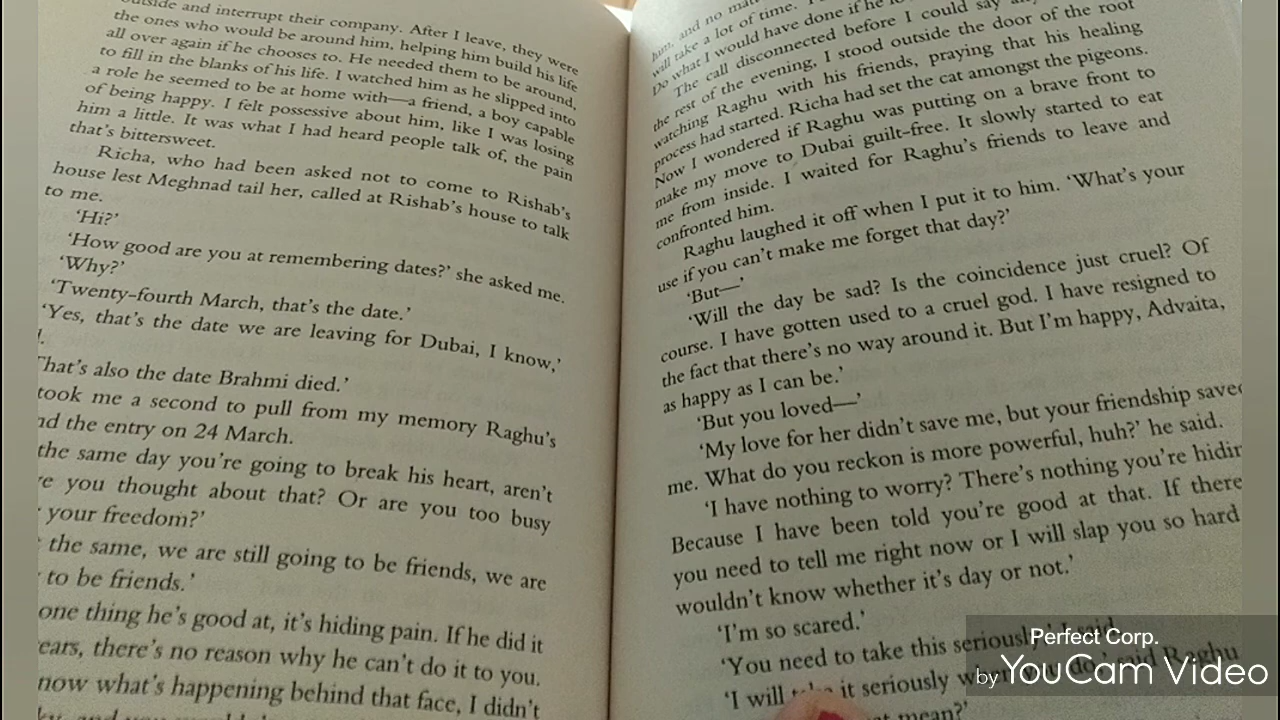 outside and interrupt their company. After I leave, they were
the ones who would be around him, helping him build his life
all over again if he chooses to. He needed them to be around,
to fill in the blanks of his life. I watched him as he slipped into
a role he seemed to be at home with—a friend, a boy capable
of being happy. I felt possessive about him, like I was losing
him a little. It was what I had heard people talk of, the pain
that's bittersweet.
Richa, who had been asked not to come to Rishab's
house lest Meghnad tail her, called at Rishab's house to talk
to me.
'Hi?'
'How good are you at remembering dates?' she asked me.
'Why?'
'Twenty-fourth March, that's the date.'
'Yes, that's the date we are leaving for Dubai, I know,'
That's also the date Brahmi died.'
took me a second to pull from my memory Raghu's
the entry on 24 March.
the same day you're going to break his heart, aren't
you thought about that? Or are you too busy
your freedom?'
the same, we are still going to be friends, we are
to be friends.'
one thing he's good at, it's hiding pain. If he did it
ears, there's no reason why he can't do it to you.
now what's happening behind that face, I didn't
him, and no
will take a lot of time.
Do what I would have done if he
The call disconnected before I could say
the rest of the evening, I stood outside the door of the root
watching Raghu with his friends, praying that his healing
process had started. Richa had set the cat amongst the pigeons.
Now I wondered if Raghu was putting on a brave front to
make my move to Dubai guilt-free. It slowly started to eat
me from inside. I waited for Raghu's friends to leave and
confronted him.
Raghu laughed it off when I put it to him. 'What's your
use if you can't make me forget that day?'
'But—'
'Will the day be sad? Is the coincidence just cruel? Of
course. I have gotten used to a cruel god. I have resigned to
the fact that there's no way around it. But I'm happy, Advaita,
as happy as I can be.'
'But you loved—'
'My love for her didn't save me, but your friendship saved
me. What do you reckon is more powerful, huh?' he said.
'I have nothing to worry? There's nothing you're hidin
Because I have been told you're good at that. If there
you need to tell me right now or I will slap you so hard
wouldn't know whether it's day or not.'
'I'm so scared.'
'You need to take this seriously,' I said.
'I will take it seriously when you do,' said Raghu
mean?'
Perfect Corp.
by YouCam Video